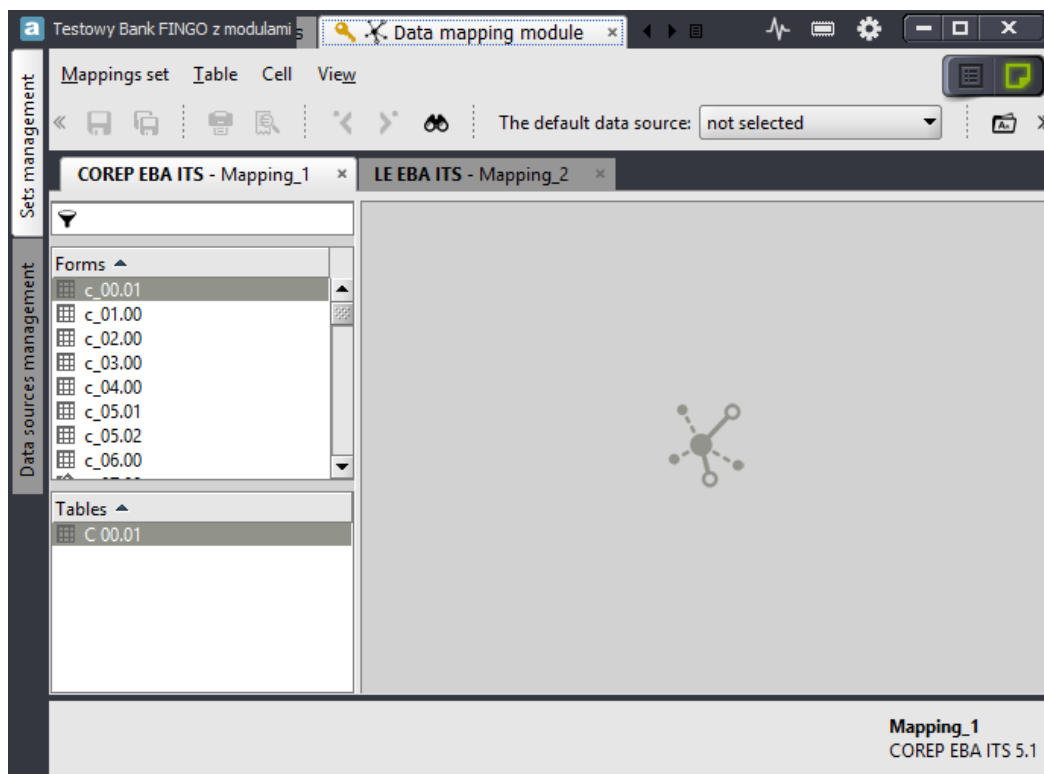 a Testowy Bank FINGO z modulami Data mapping module
Mappings set Table Cell View
The default data source: not selected
Sets management
Data sources management
COREP EBA ITS - Mapping_1
LE EBA ITS - Mapping_2
Forms
c_00.01
c_01.00
c_02.00
c_03.00
c_04.00
c_05.01
c_05.02
c_06.00
Tables
C 00.01
Mapping_1
COREP EBA ITS 5.1